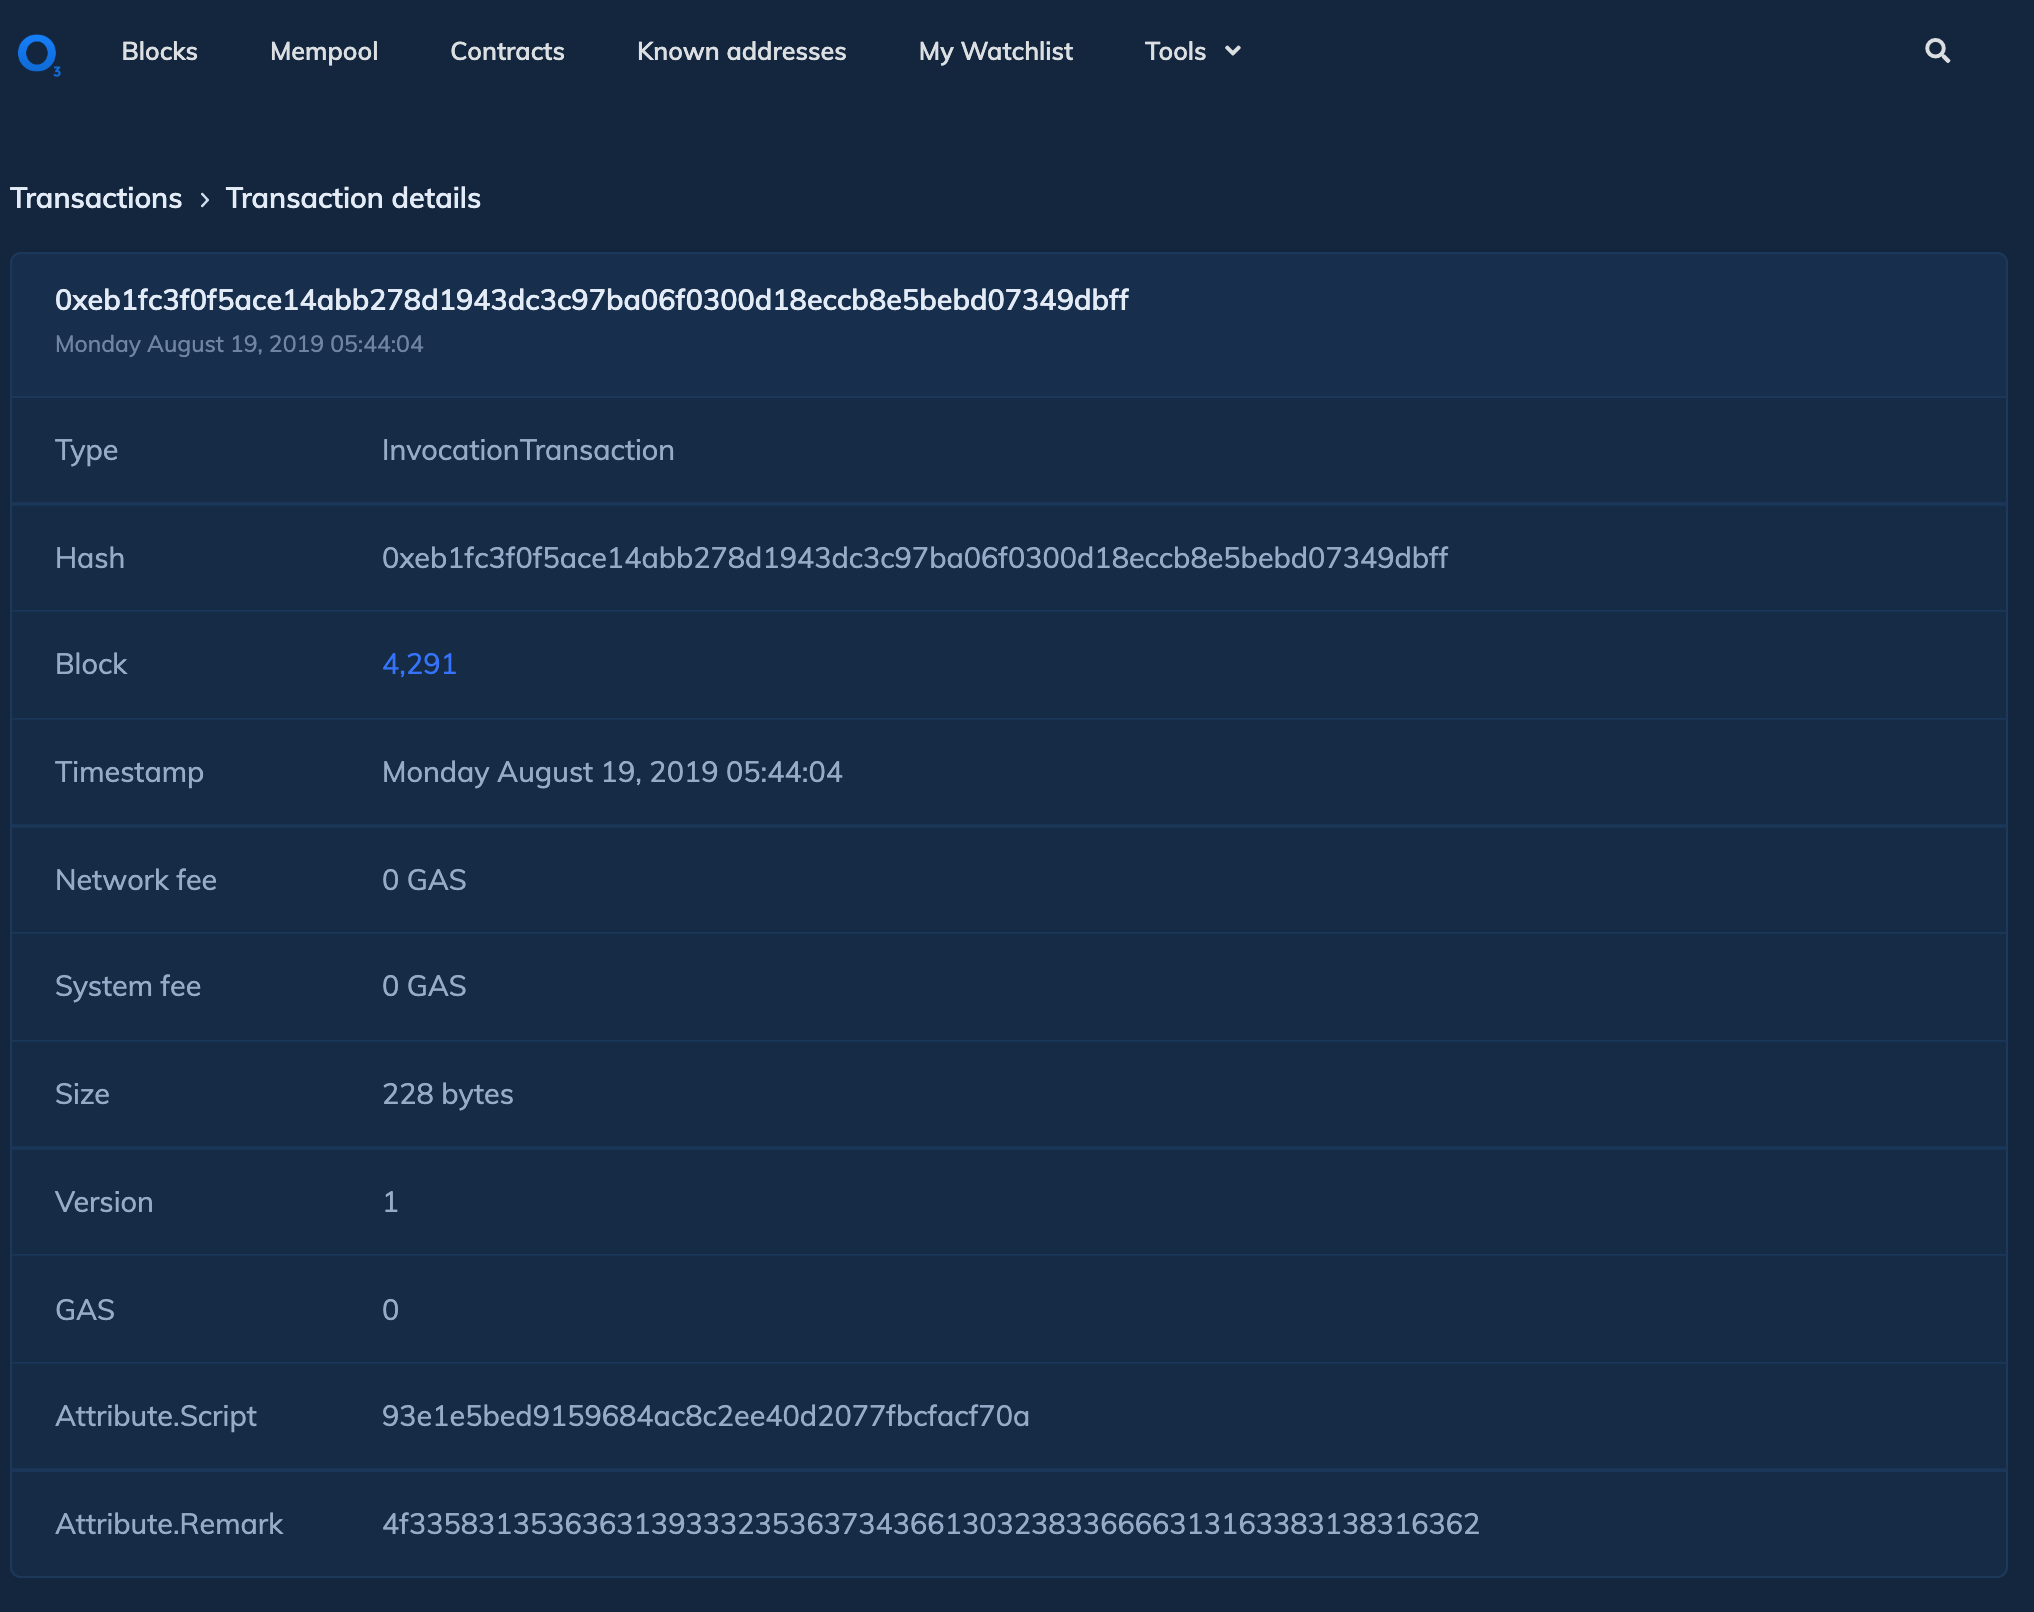 O3
Blocks Mempool Contracts Known addresses My Watchlist Tools
Transactions > Transaction details
0xeb1fc3f0f5ace14abb278d1943dc3c97ba06f0300d18eccb8e5bebd07349dbff
Monday August 19, 2019 05:44:04
Type InvocationTransaction
Hash 0xeb1fc3f0f5ace14abb278d1943dc3c97ba06f0300d18eccb8e5bebd07349dbff
Block 4,291
Timestamp Monday August 19, 2019 05:44:04
Network fee 0 GAS
System fee 0 GAS
Size 228 bytes
Version 1
GAS 0
Attribute.Script 93e1e5bed9159684ac8c2ee40d2077fbcfacf70a
Attribute.Remark 4f33583135363631393332353637343661303238336666313163383138316362